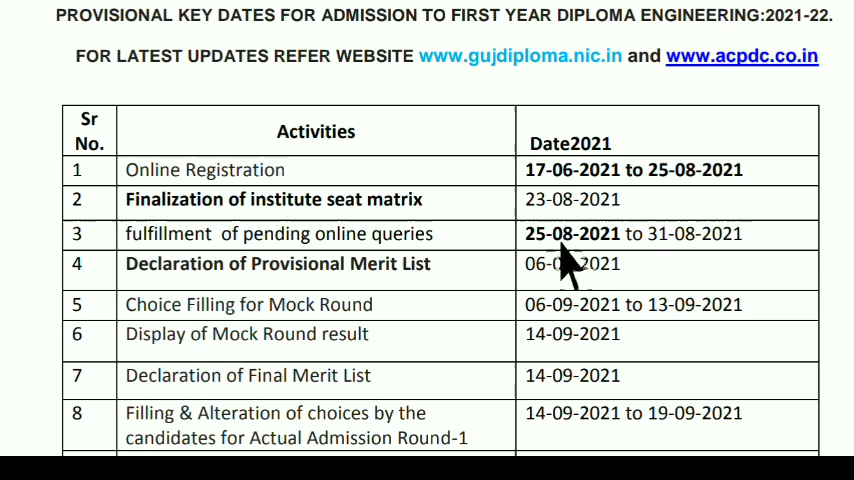 PROVISIONAL KEY DATES FOR ADMISSION TO FIRST YEAR DIPLOMA ENGINEERING:2021-22.
FOR LATEST UPDATES REFER WEBSITE www.gujdiploma.nic.in and www.acpdc.co.in
Sr No. Activities Date2021
1 Online Registration 17-06-2021 to 25-08-2021
2 Finalization of institute seat matrix 23-08-2021
3 fulfillment of pending online queries 25-08-2021 to 31-08-2021
4 Declaration of Provisional Merit List
5 Choice Filling for Mock Round 06-09-2021 to 13-09-2021
6 Display of Mock Round result 14-09-2021
7 Declaration of Final Merit List 14-09-2021
8 Filling & Alteration of choices by the 14-09-2021 to 19-09-2021
candidates for Actual Admission Round-1